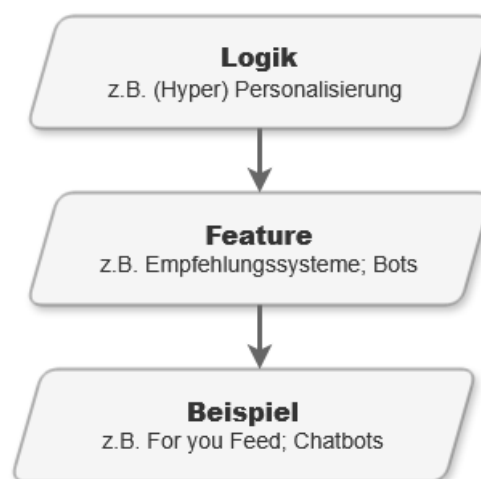 Logik
z.B. (Hyper) Personalisierung
Feature
z.B. Empfehlungssysteme; Bots
Beispiel
z.B. For you Feed; Chatbots